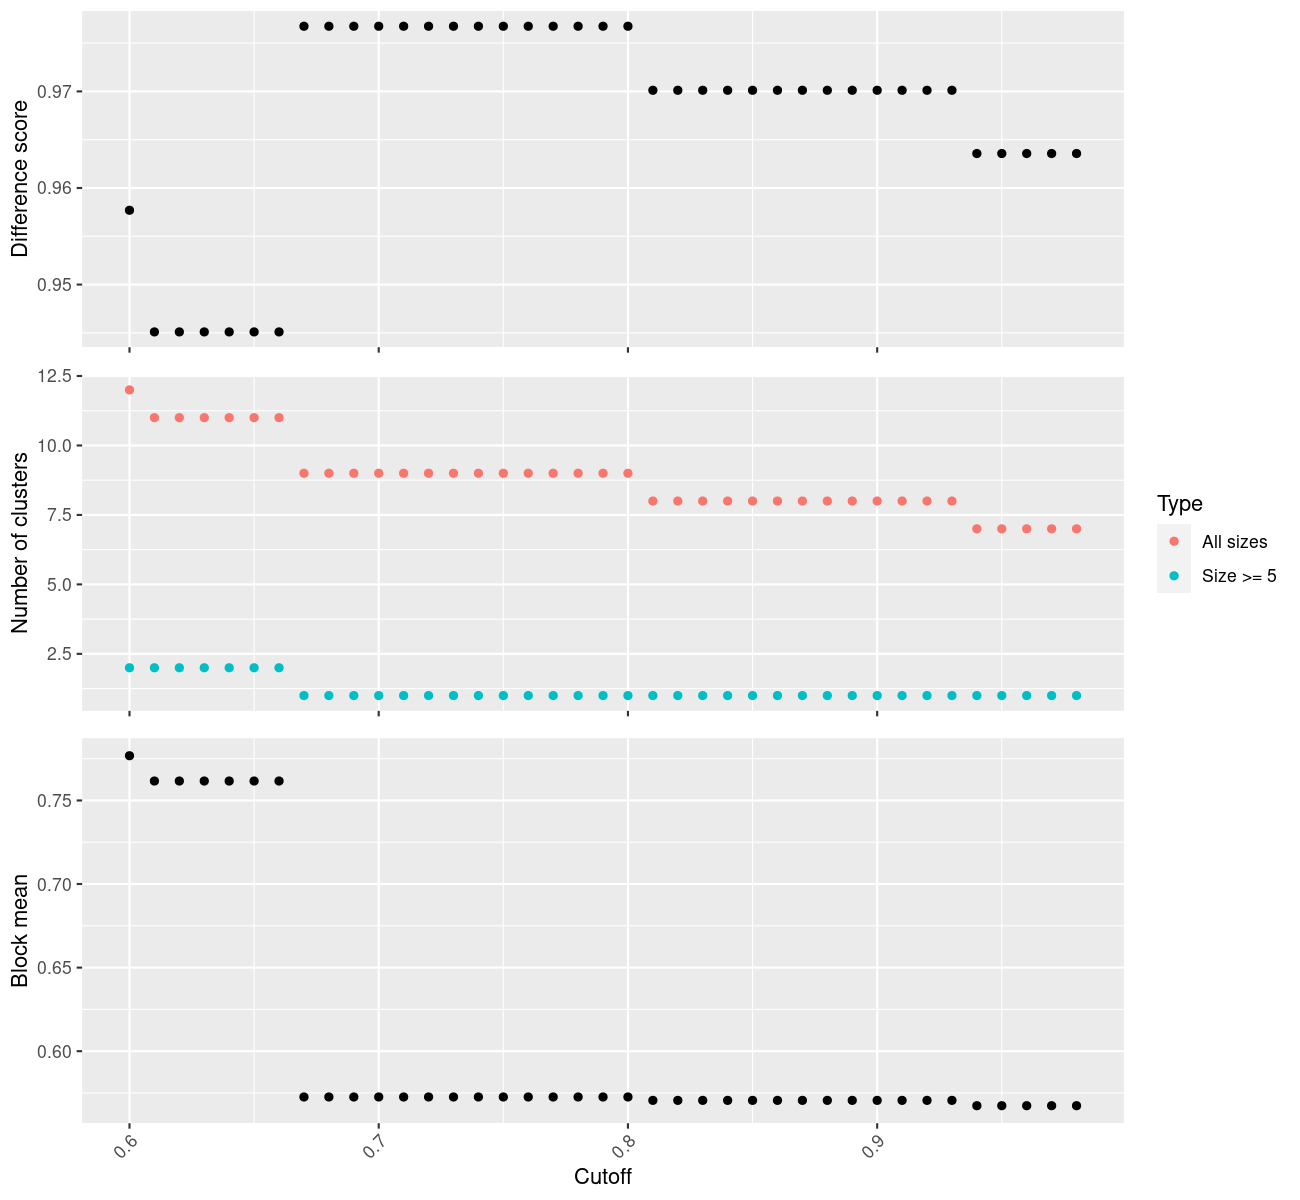 Difference score
0.97
0.96
0.95
Number of clusters
12.5
10.0
7.5
5.0
2.5
Type
All sizes
Size >= 5
Block mean
0.75
0.70
0.65
0.60
0.6 0.7 0.8 0.9
Cutoff